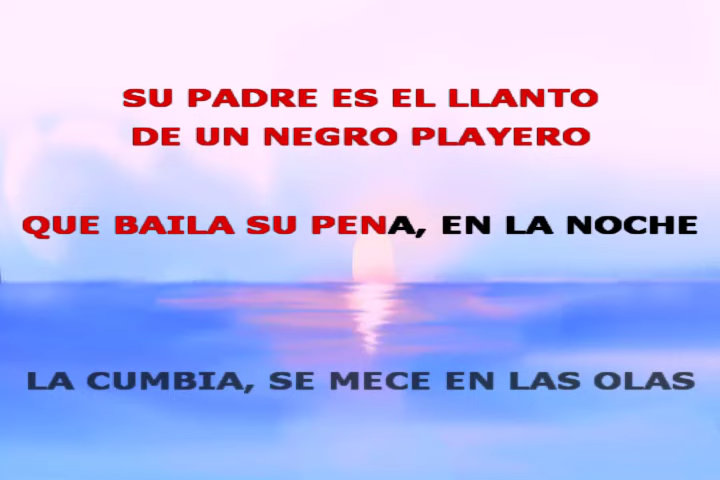 SU PADRE ES EL LLANTO
DE UN NEGRO PLAYERO
QUE BAILA SU PENA, EN LA NOCHE
LA CUMBIA, SE MECE EN LAS OLAS